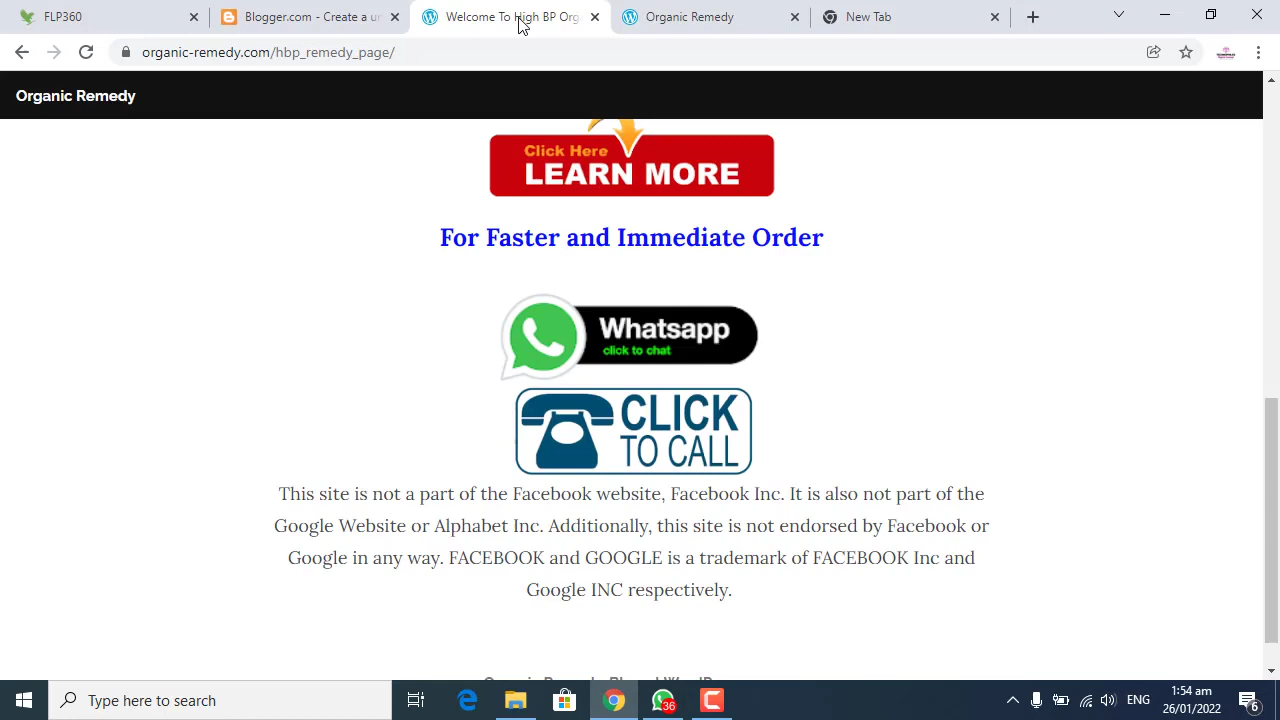 FLP360
Blogger.com - Create a un
Welcome To High BP Org
Organic Remedy
New Tab
organic-remedy.com/hbp_remedy_page/
Organic Remedy
Click Here
LEARN MORE
For Faster and Immediate Order
Whatsapp
click to chat
CLICK
TO CALL
This site is not a part of the Facebook website, Facebook Inc. It is also not part of the
Google Website or Alphabet Inc. Additionally, this site is not endorsed by Facebook or
Google in any way. FACEBOOK and GOOGLE is a trademark of FACEBOOK Inc and
Google INC respectively.
Type here to search
36
ENG
1:54 am
26/01/2022
6